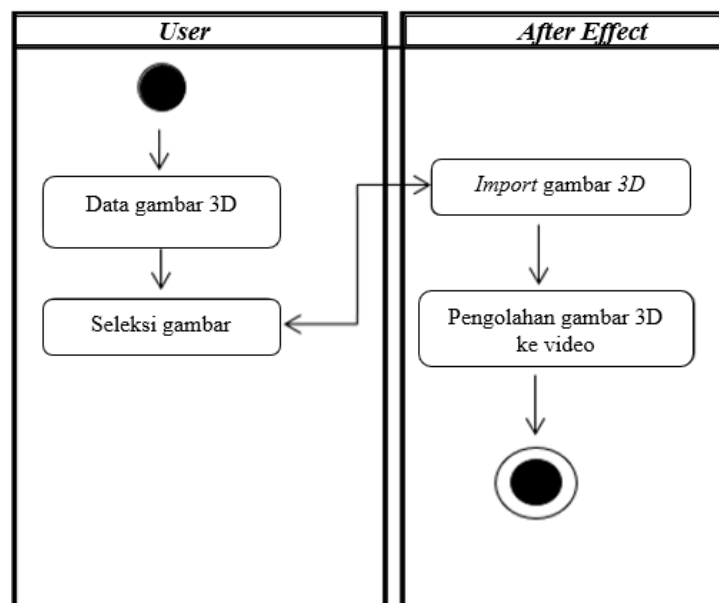 User
After Effect
Data gambar 3D
Seleksi gambar
Import gambar 3D
Pengolahan gambar 3D
ke video